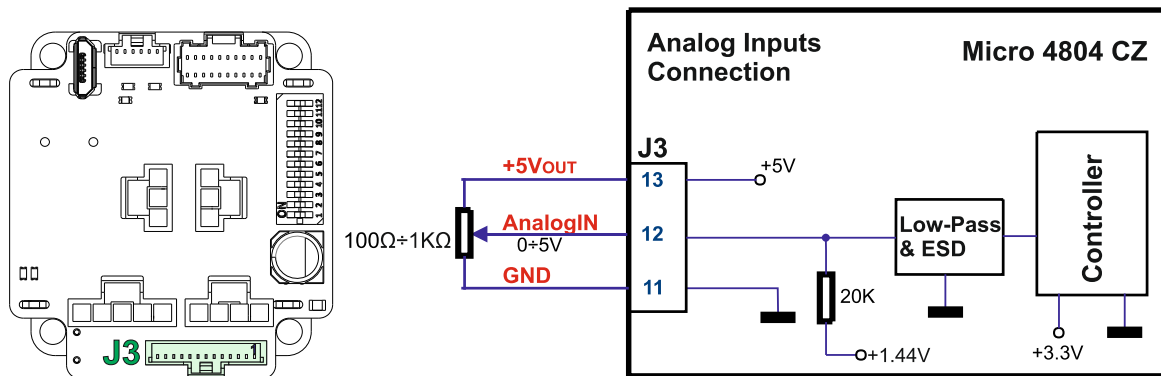 Analog Inputs
Connection
Micro 4804 CZ
J3
+5VOUT
13
+5V
AnalogIN
12
0÷5V
100Ω÷1KΩ
GND
11
20K
+1.44V
Low-Pass
& ESD
Controller
+3.3V
ON
1 2 3 4 5 6 7 8 9 10 11 12
J3
1